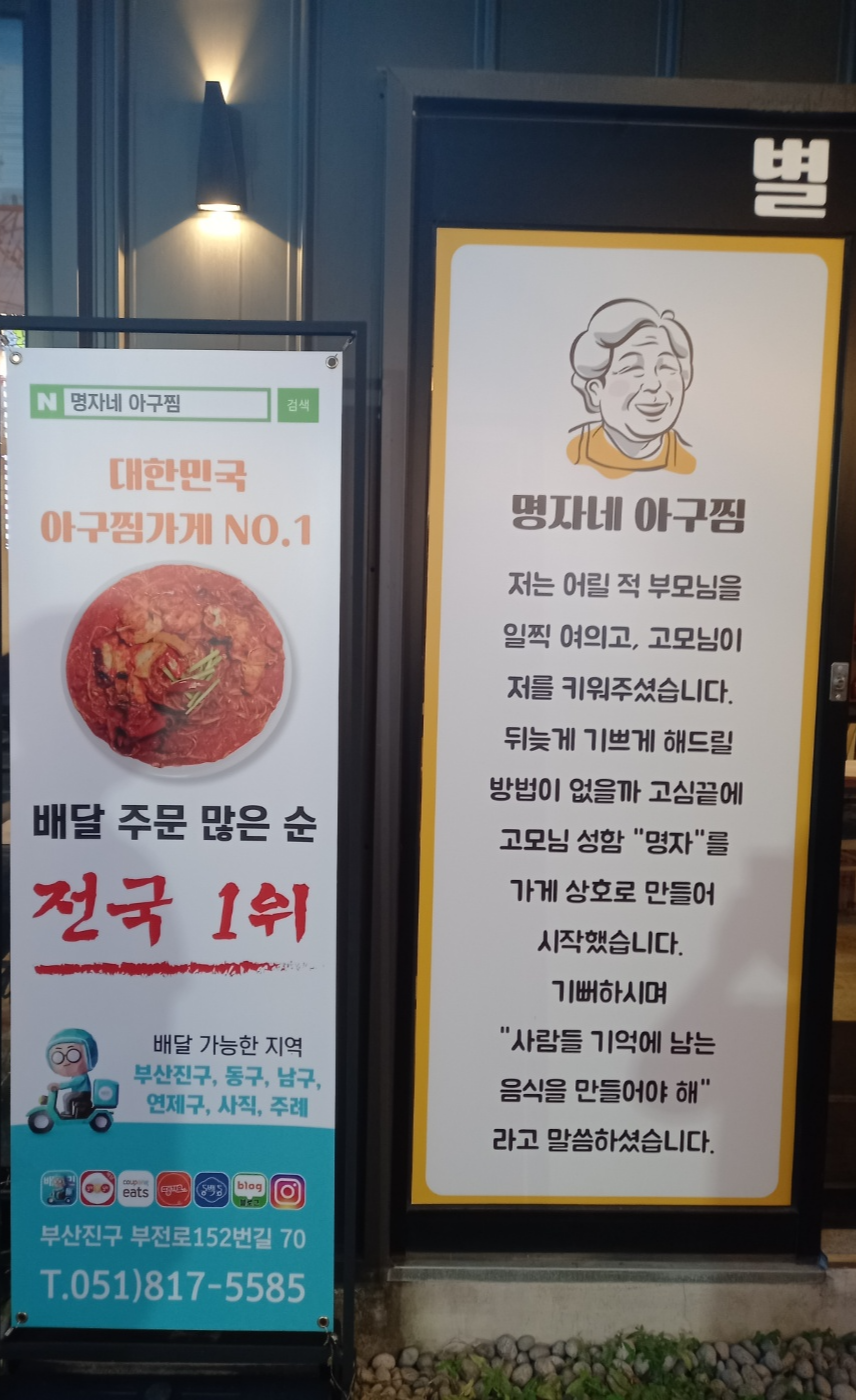 N 명자네 아구찜 검색
대한민국
아구찜가게 NO.1
배달 주문 많은 순
전국 1위
배달 가능한 지역
부산진구, 동구, 남구,
연제구, 사직, 주례
coupang eats blog
부산진구 부전로152번길 70
T.051)817-5585
별
명자네 아구찜
저는 어릴 적 부모님을
일찍 여의고, 고모님이
저를 키워주셨습니다.
뒤늦게 기쁘게 해드릴
방법이 없을까 고심끝에
고모님 성함 "명자"를
가게 상호로 만들어
시작했습니다.
기뻐하시며
"사람들 기억에 남는
음식을 만들어야 해"
라고 말씀하셨습니다.